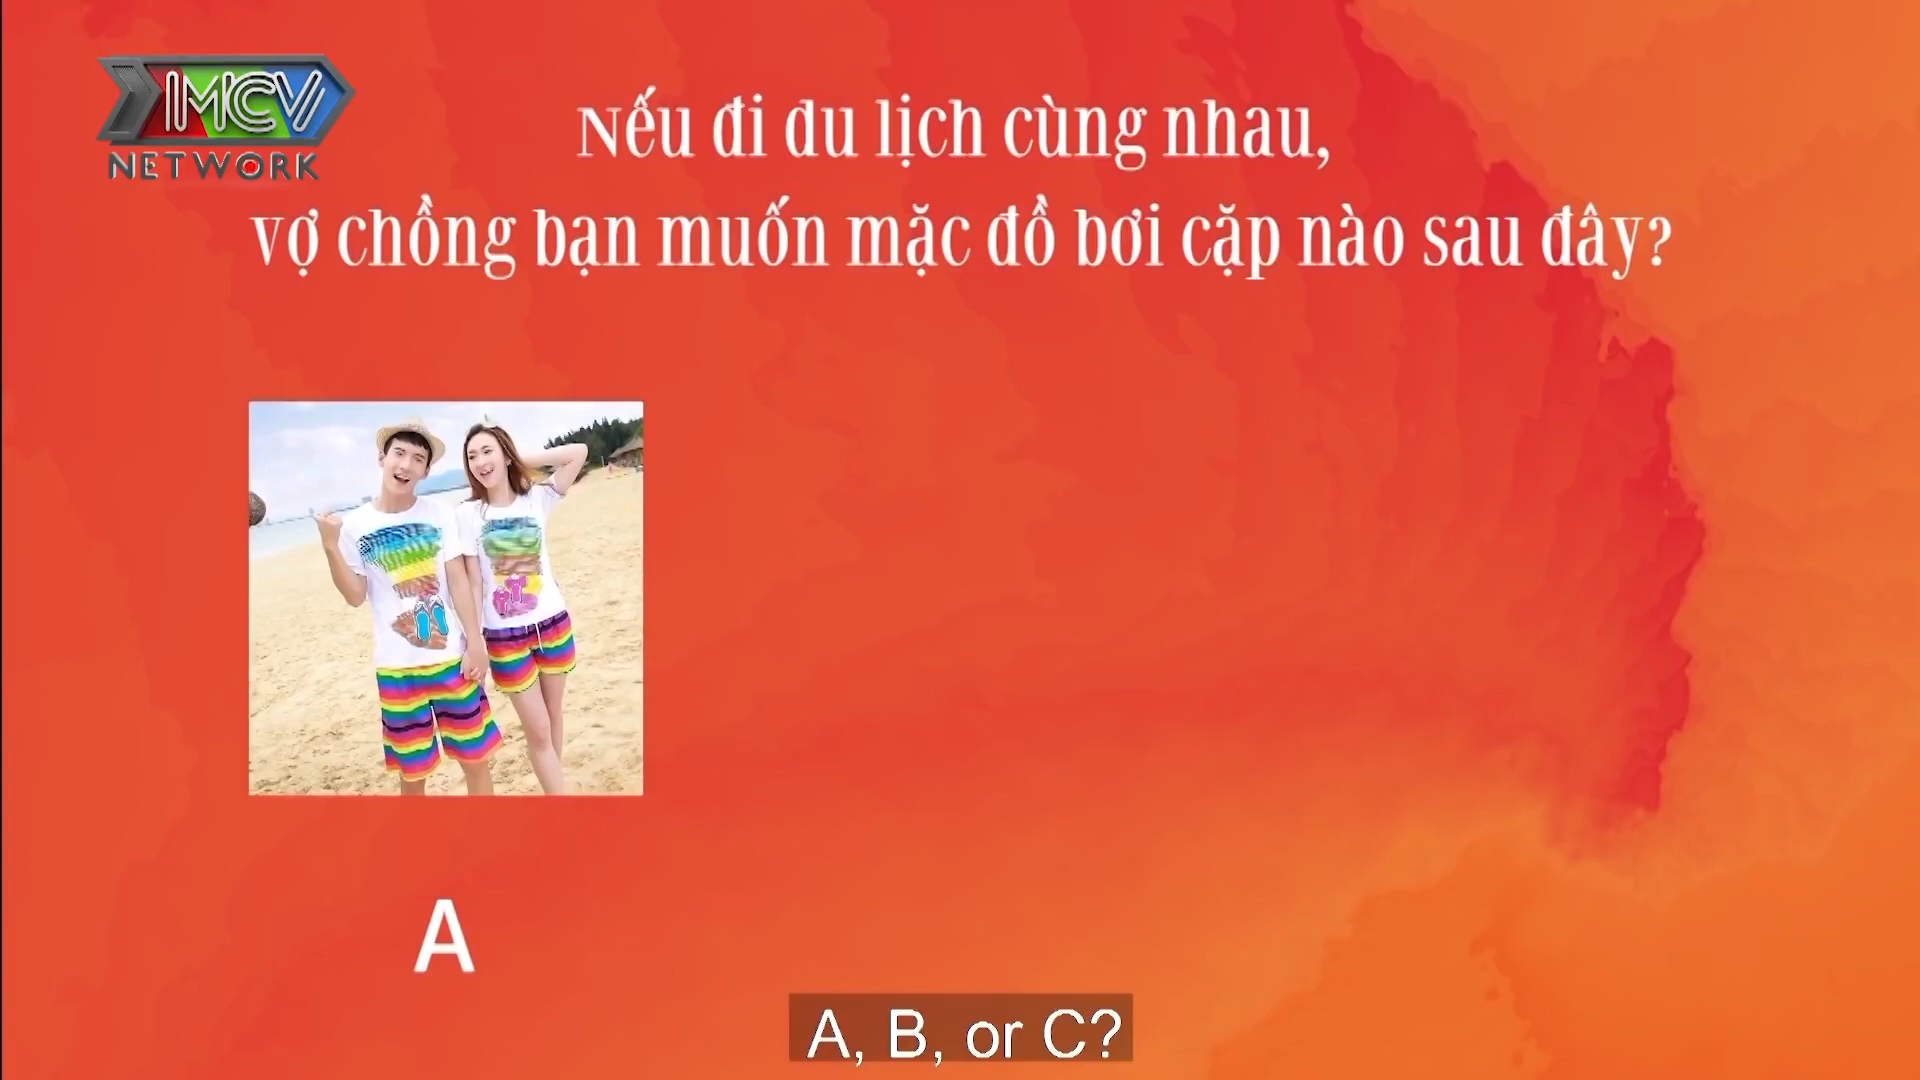 MCV
NETWORK
Nếu đi du lịch cùng nhau,
vợ chồng bạn muốn mặc đồ bơi cặp nào sau đây?
A
A, B, or C?